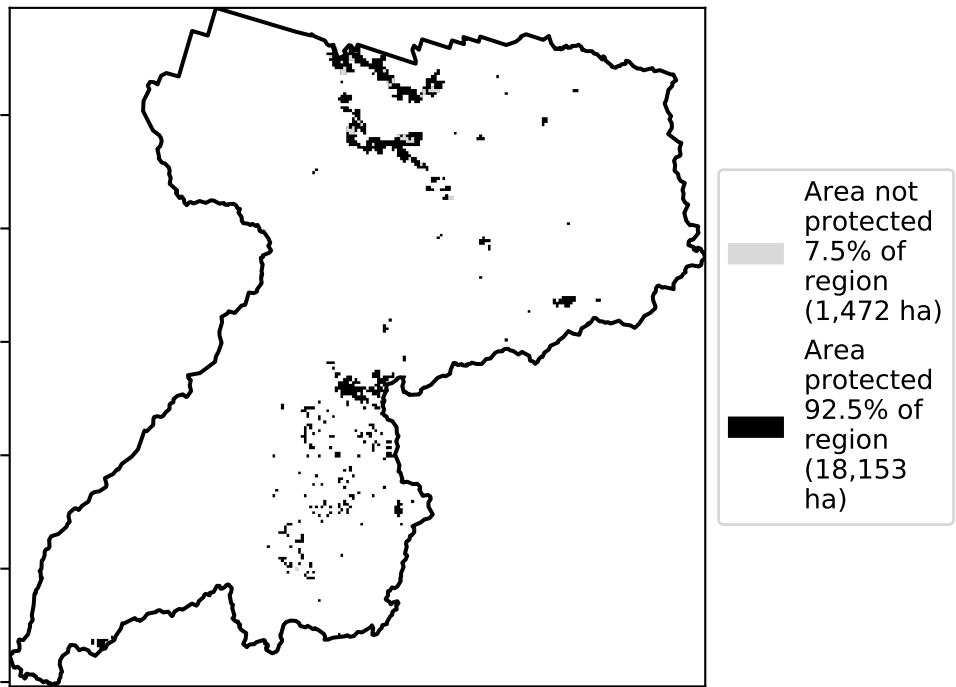 Area not
protected
7.5% of
region
(1,472 ha)
Area
protected
92.5% of
region
(18,153
ha)